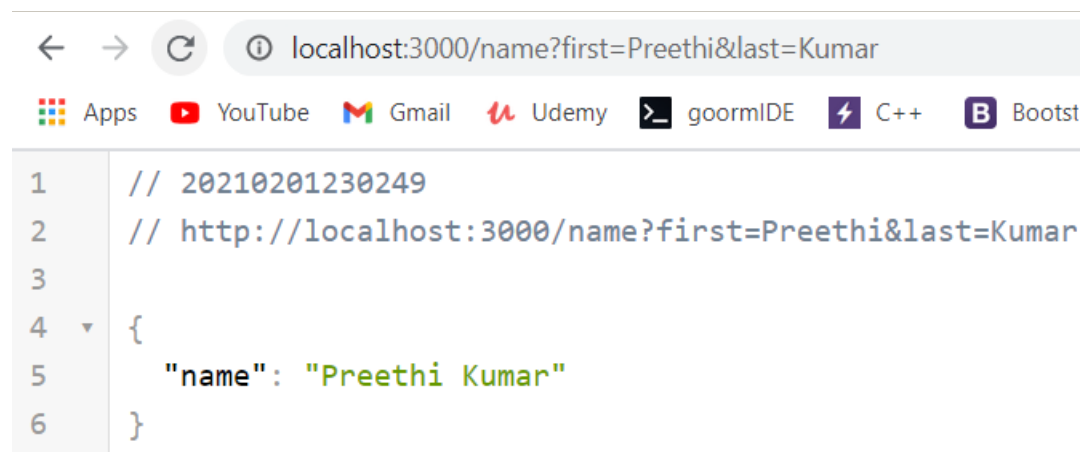 localhost:3000/name?first=Preethi&last=Kumar
Apps YouTube Gmail Udemy goormIDE C++ B Bootst
1 // 20210201230249
2 // http://localhost:3000/name?first=Preethi&last=Kumar
3
4 {
5 "name": "Preethi Kumar"
6 }